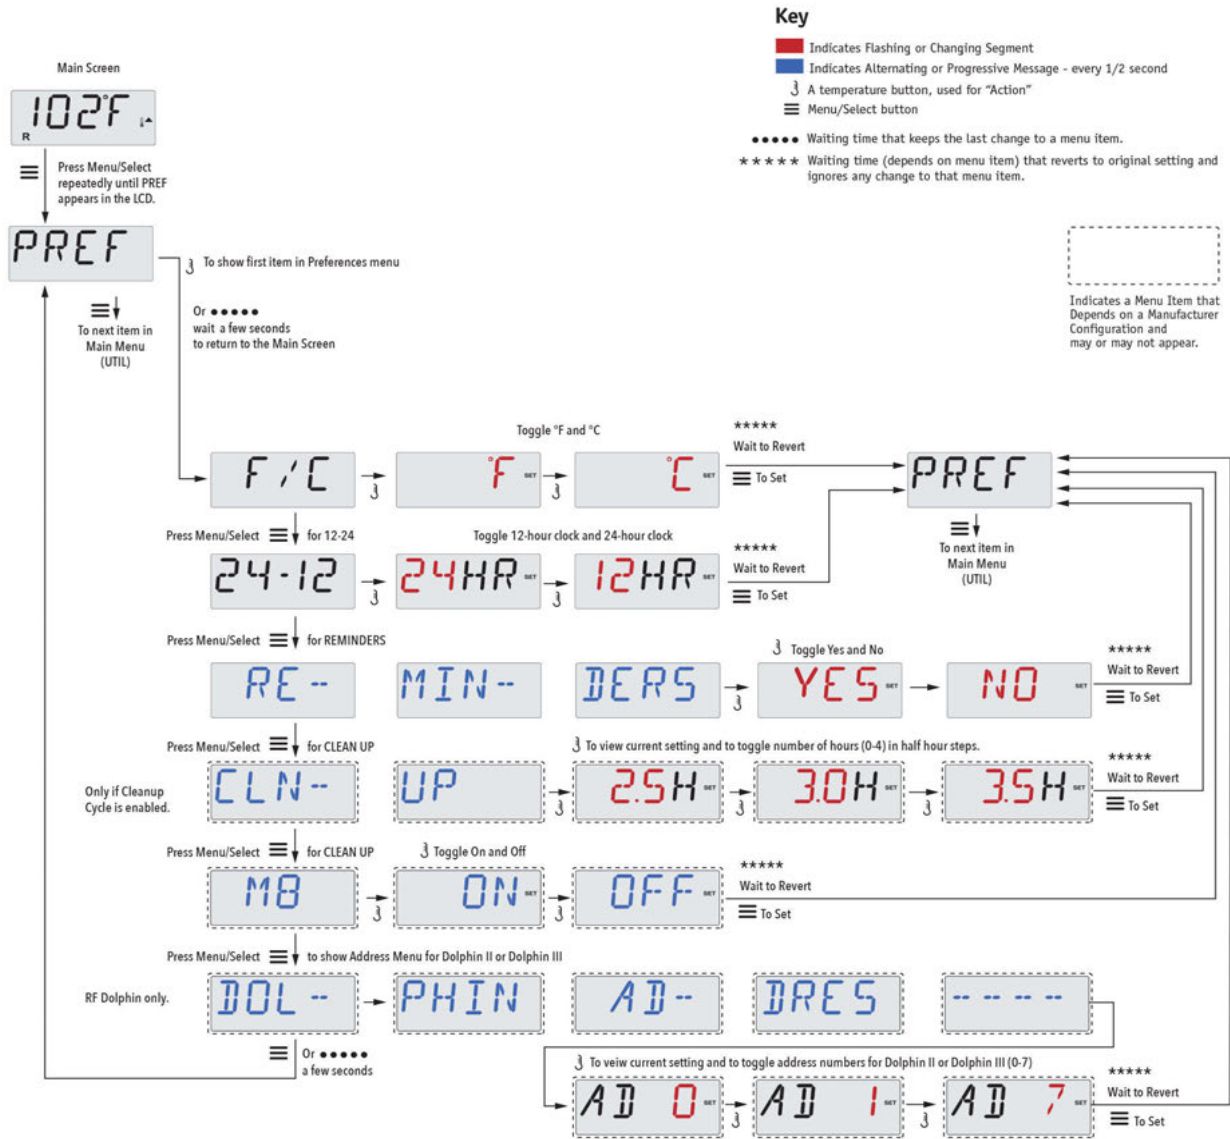 Key
Indicates Flashing or Changing Segment
Indicates Alternating or Progressive Message - every 1/2 second
A temperature button, used for “Action”
Menu/Select button
••••• Waiting time that keeps the last change to a menu item.
***** Waiting time (depends on menu item) that reverts to original setting and
ignores any change to that menu item.
Indicates a Menu Item that
Depends on a Manufacturer
Configuration and
may or may not appear.
Main Screen
102°F
R
Press Menu/Select
repeatedly until PREF
appears in the LCD.
PREF
To show first item in Preferences menu
To next item in
Main Menu
(UTIL)
Or •••••
wait a few seconds
to return to the Main Screen
Toggle °F and °C
F/C
°F SET
°C SET
*****
Wait to Revert
To Set
PREF
To next item in
Main Menu
(UTIL)
Press Menu/Select for 12-24
Toggle 12-hour clock and 24-hour clock
24-12
24HR SET
12HR SET
*****
Wait to Revert
To Set
Press Menu/Select for REMINDERS
Toggle Yes and No
RE-
MIN-
DERS
YES SET
NO SET
*****
Wait to Revert
To Set
Press Menu/Select for CLEAN UP
To view current setting and to toggle number of hours (0-4) in half hour steps.
Only if Cleanup
Cycle is enabled.
CLN-
UP
2.5H SET
3.0H SET
3.5H SET
*****
Wait to Revert
To Set
Press Menu/Select for CLEAN UP
Toggle On and Off
M8
ON SET
OFF SET
*****
Wait to Revert
To Set
Press Menu/Select to show Address Menu for Dolphin II or Dolphin III
RF Dolphin only.
DOL-
PHIN
AD-
DRES
----
Or •••••
a few seconds
To veiw current setting and to toggle address numbers for Dolphin II or Dolphin III (0-7)
AD 0 SET
AD 1 SET
AD 7 SET
*****
Wait to Revert
To Set